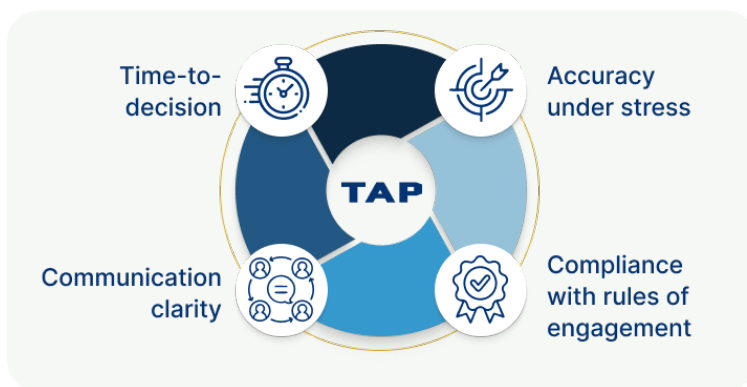 Time-to-
decision
Accuracy
under stress
TAP
Communication
clarity
Compliance
with rules of
engagement